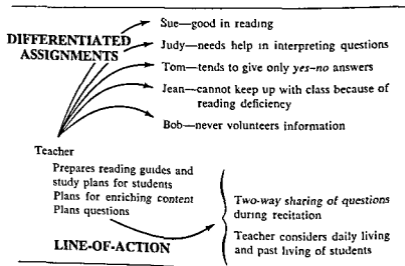 Sue—good in reading
DIFFERENTIATED
ASSIGNMENTS
Judy—needs help in interpreting questions
Tom—tends to give only yes–no answers
Jean—cannot keep up with class because of
reading deficiency
Bob—never volunteers information
Teacher
Prepares reading guides and
study plans for students
Plans for enriching content
Plans questions
Two-way sharing of questions
during recitation
Teacher considers daily living
and past living of students
LINE-OF-ACTION